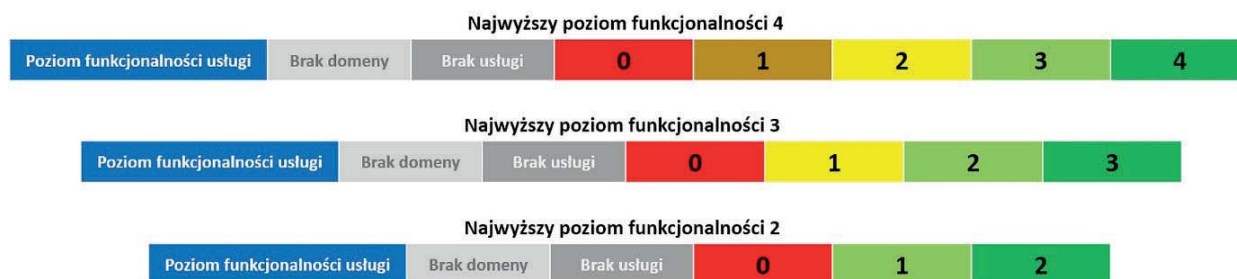 Najwyższy poziom funkcjonalności 4
Poziom funkcjonalności usługi Brak domeny Brak usługi 0 1 2 3 4
Najwyższy poziom funkcjonalności 3
Poziom funkcjonalności usługi Brak domeny Brak usługi 0 1 2 3
Najwyższy poziom funkcjonalności 2
Poziom funkcjonalności usługi Brak domeny Brak usługi 0 1 2